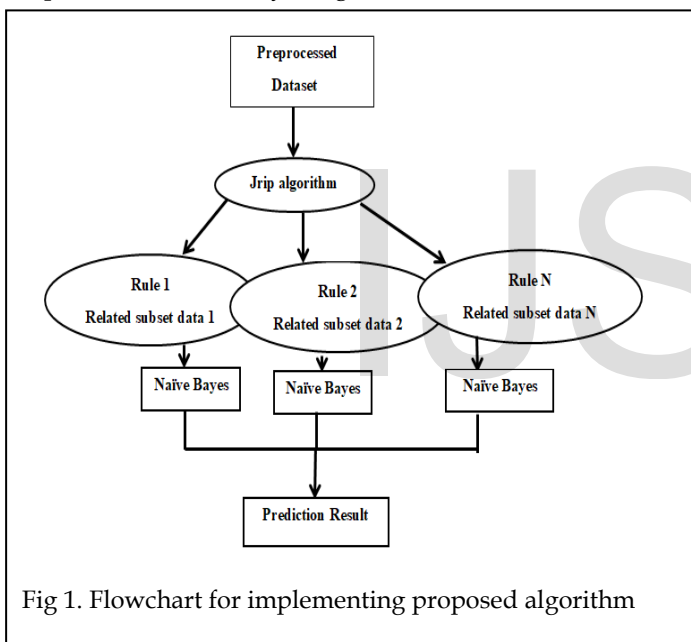 Preprocessed
Dataset
Jrip algorithm
Rule 1
Related subset data 1
Rule 2
Related subset data 2
Rule N
Related subset data N
Naïve Bayes
Naïve Bayes
Naïve Bayes
Prediction Result
Fig 1. Flowchart for implementing proposed algorithm
IJS